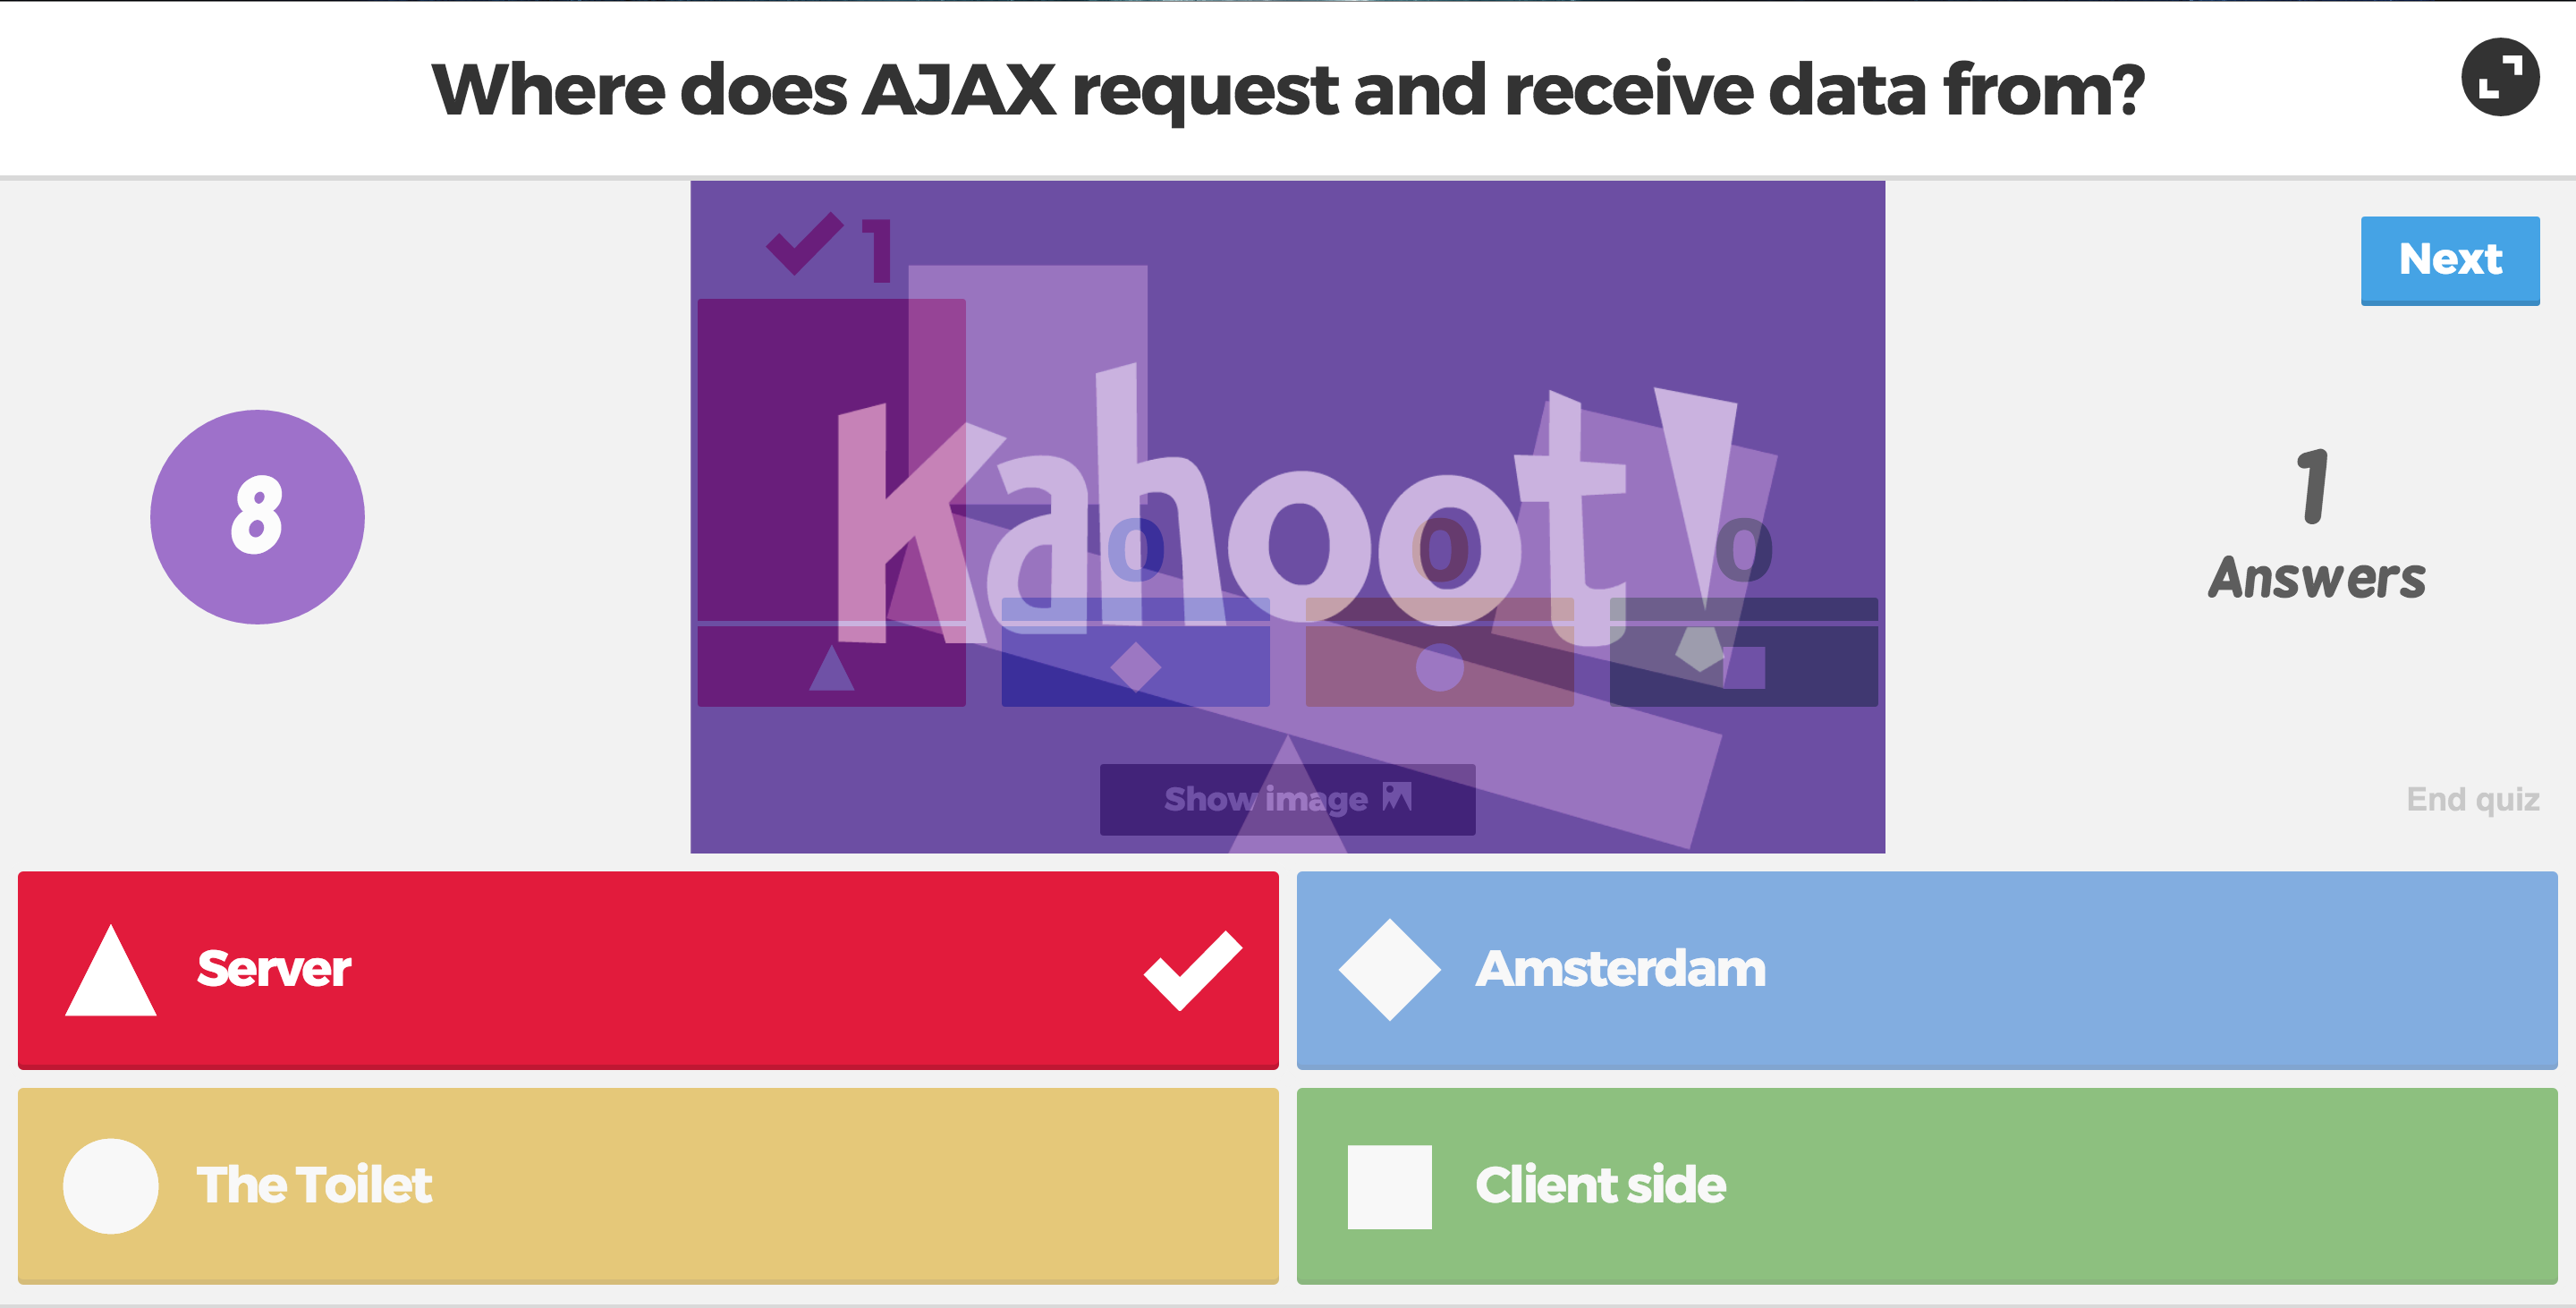 Where does AJAX request and receive data from?
Next
1
8
Kahoot!
0
0
0
1
Answers
Show image
End quiz
Server
Amsterdam
The Toilet
Client side